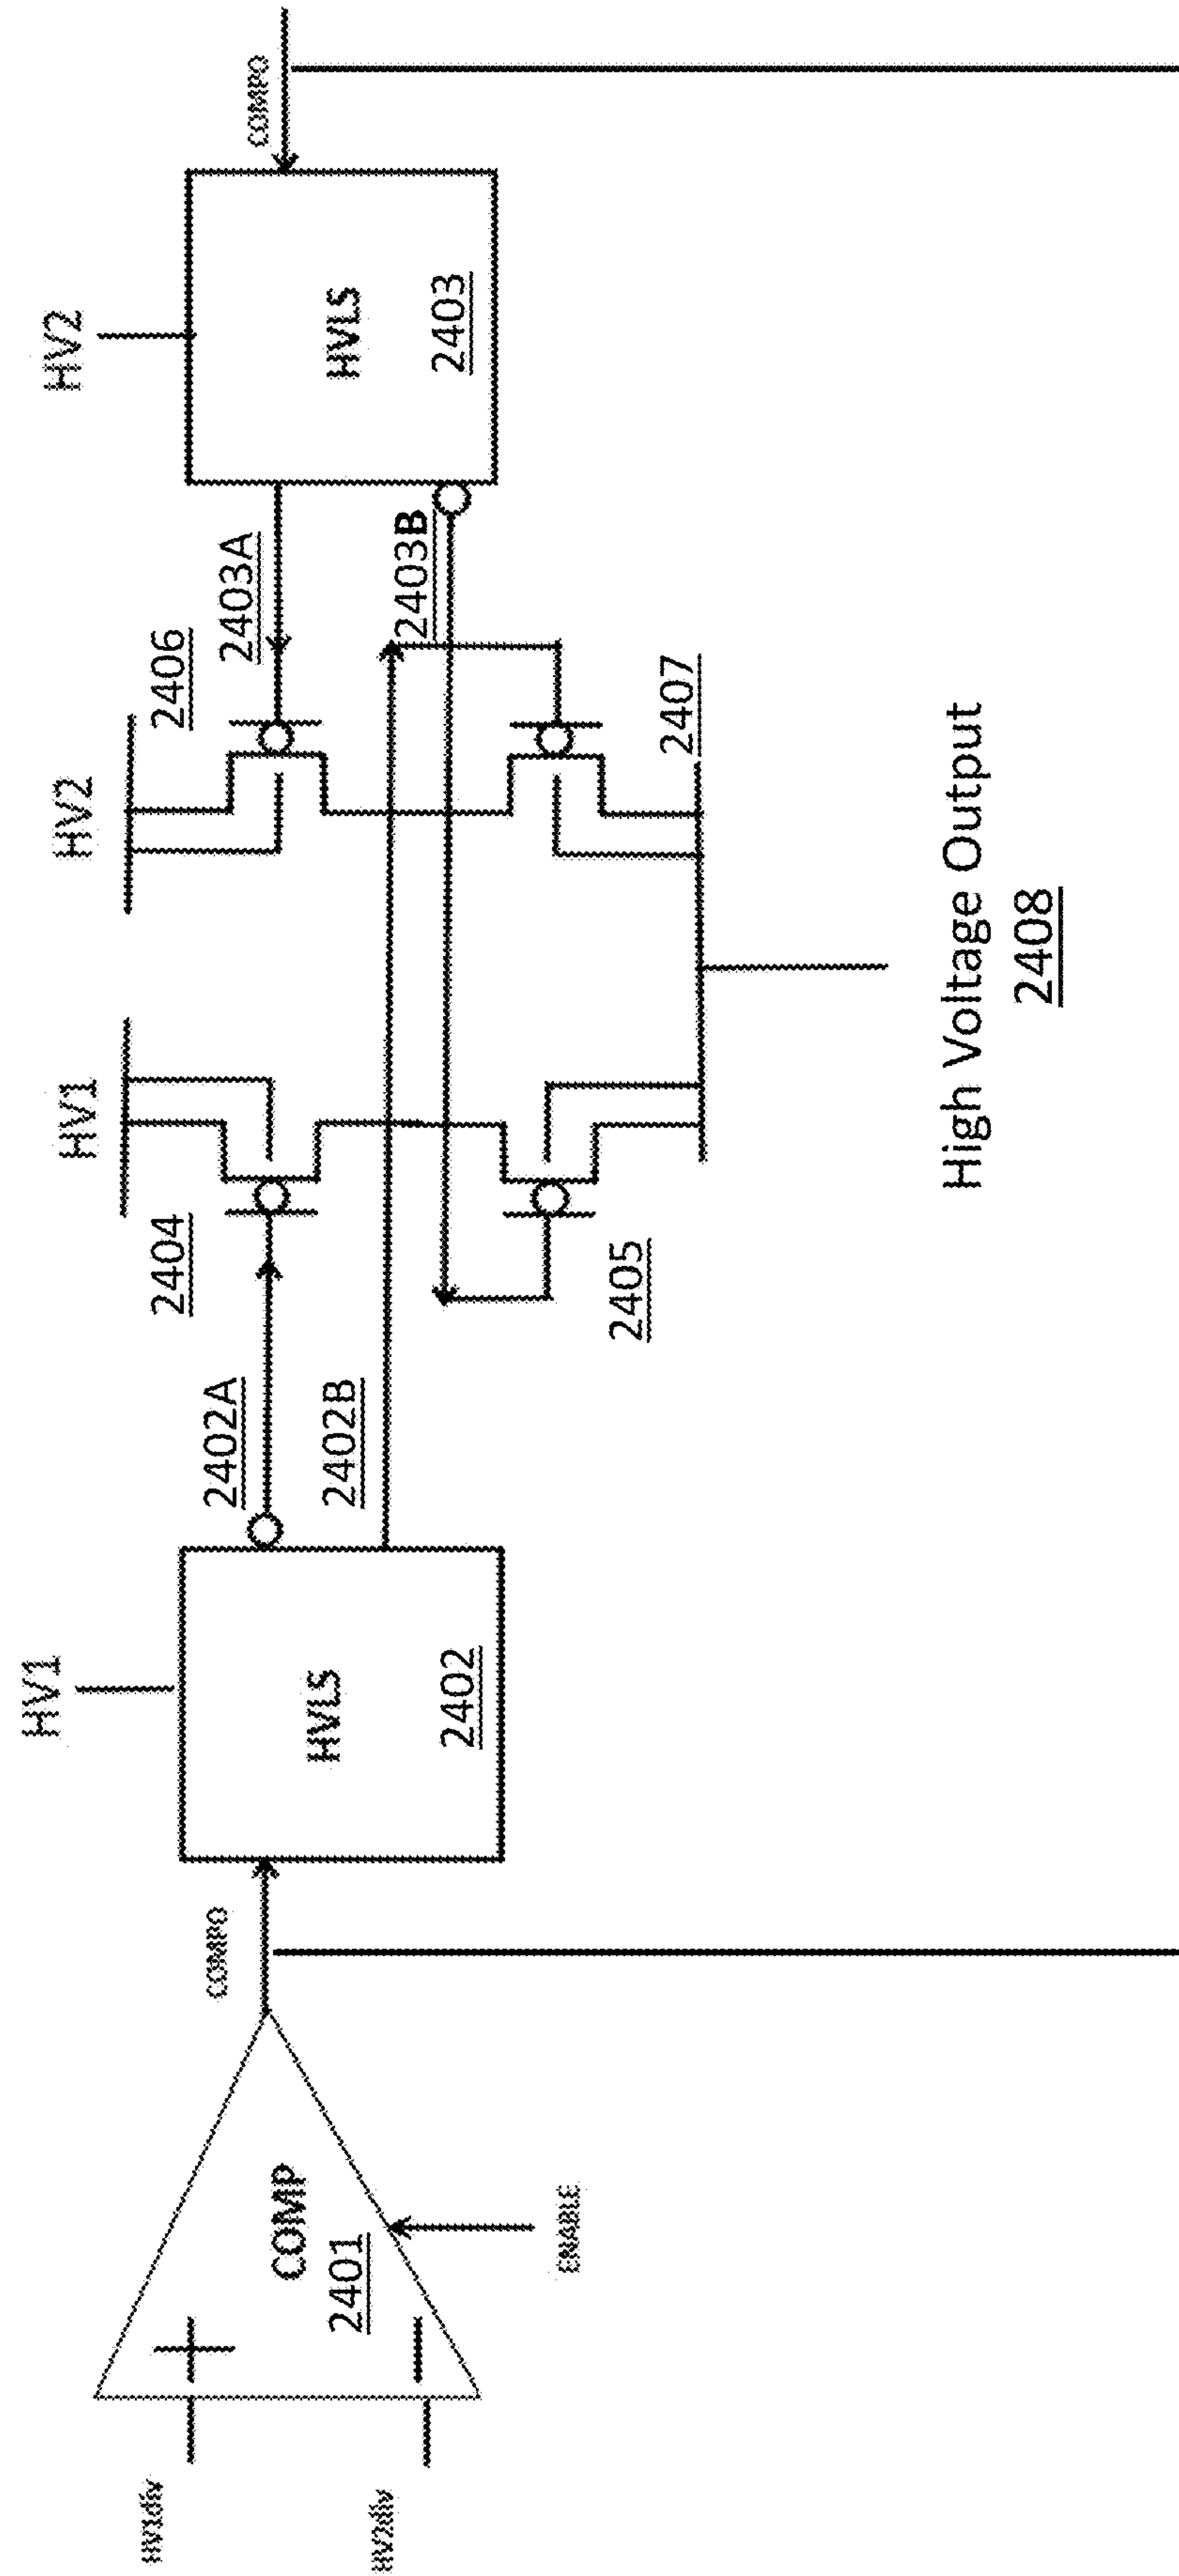 HV1div
HV2div
COMP
2401
ENABLE
COMPO
HV1
HVLS
2402
2402A
2402B
2404
2405
HV1
HV2
2406
2407
2403A
2403B
HV2
HVLS
2403
COMPO
High Voltage Output
2408